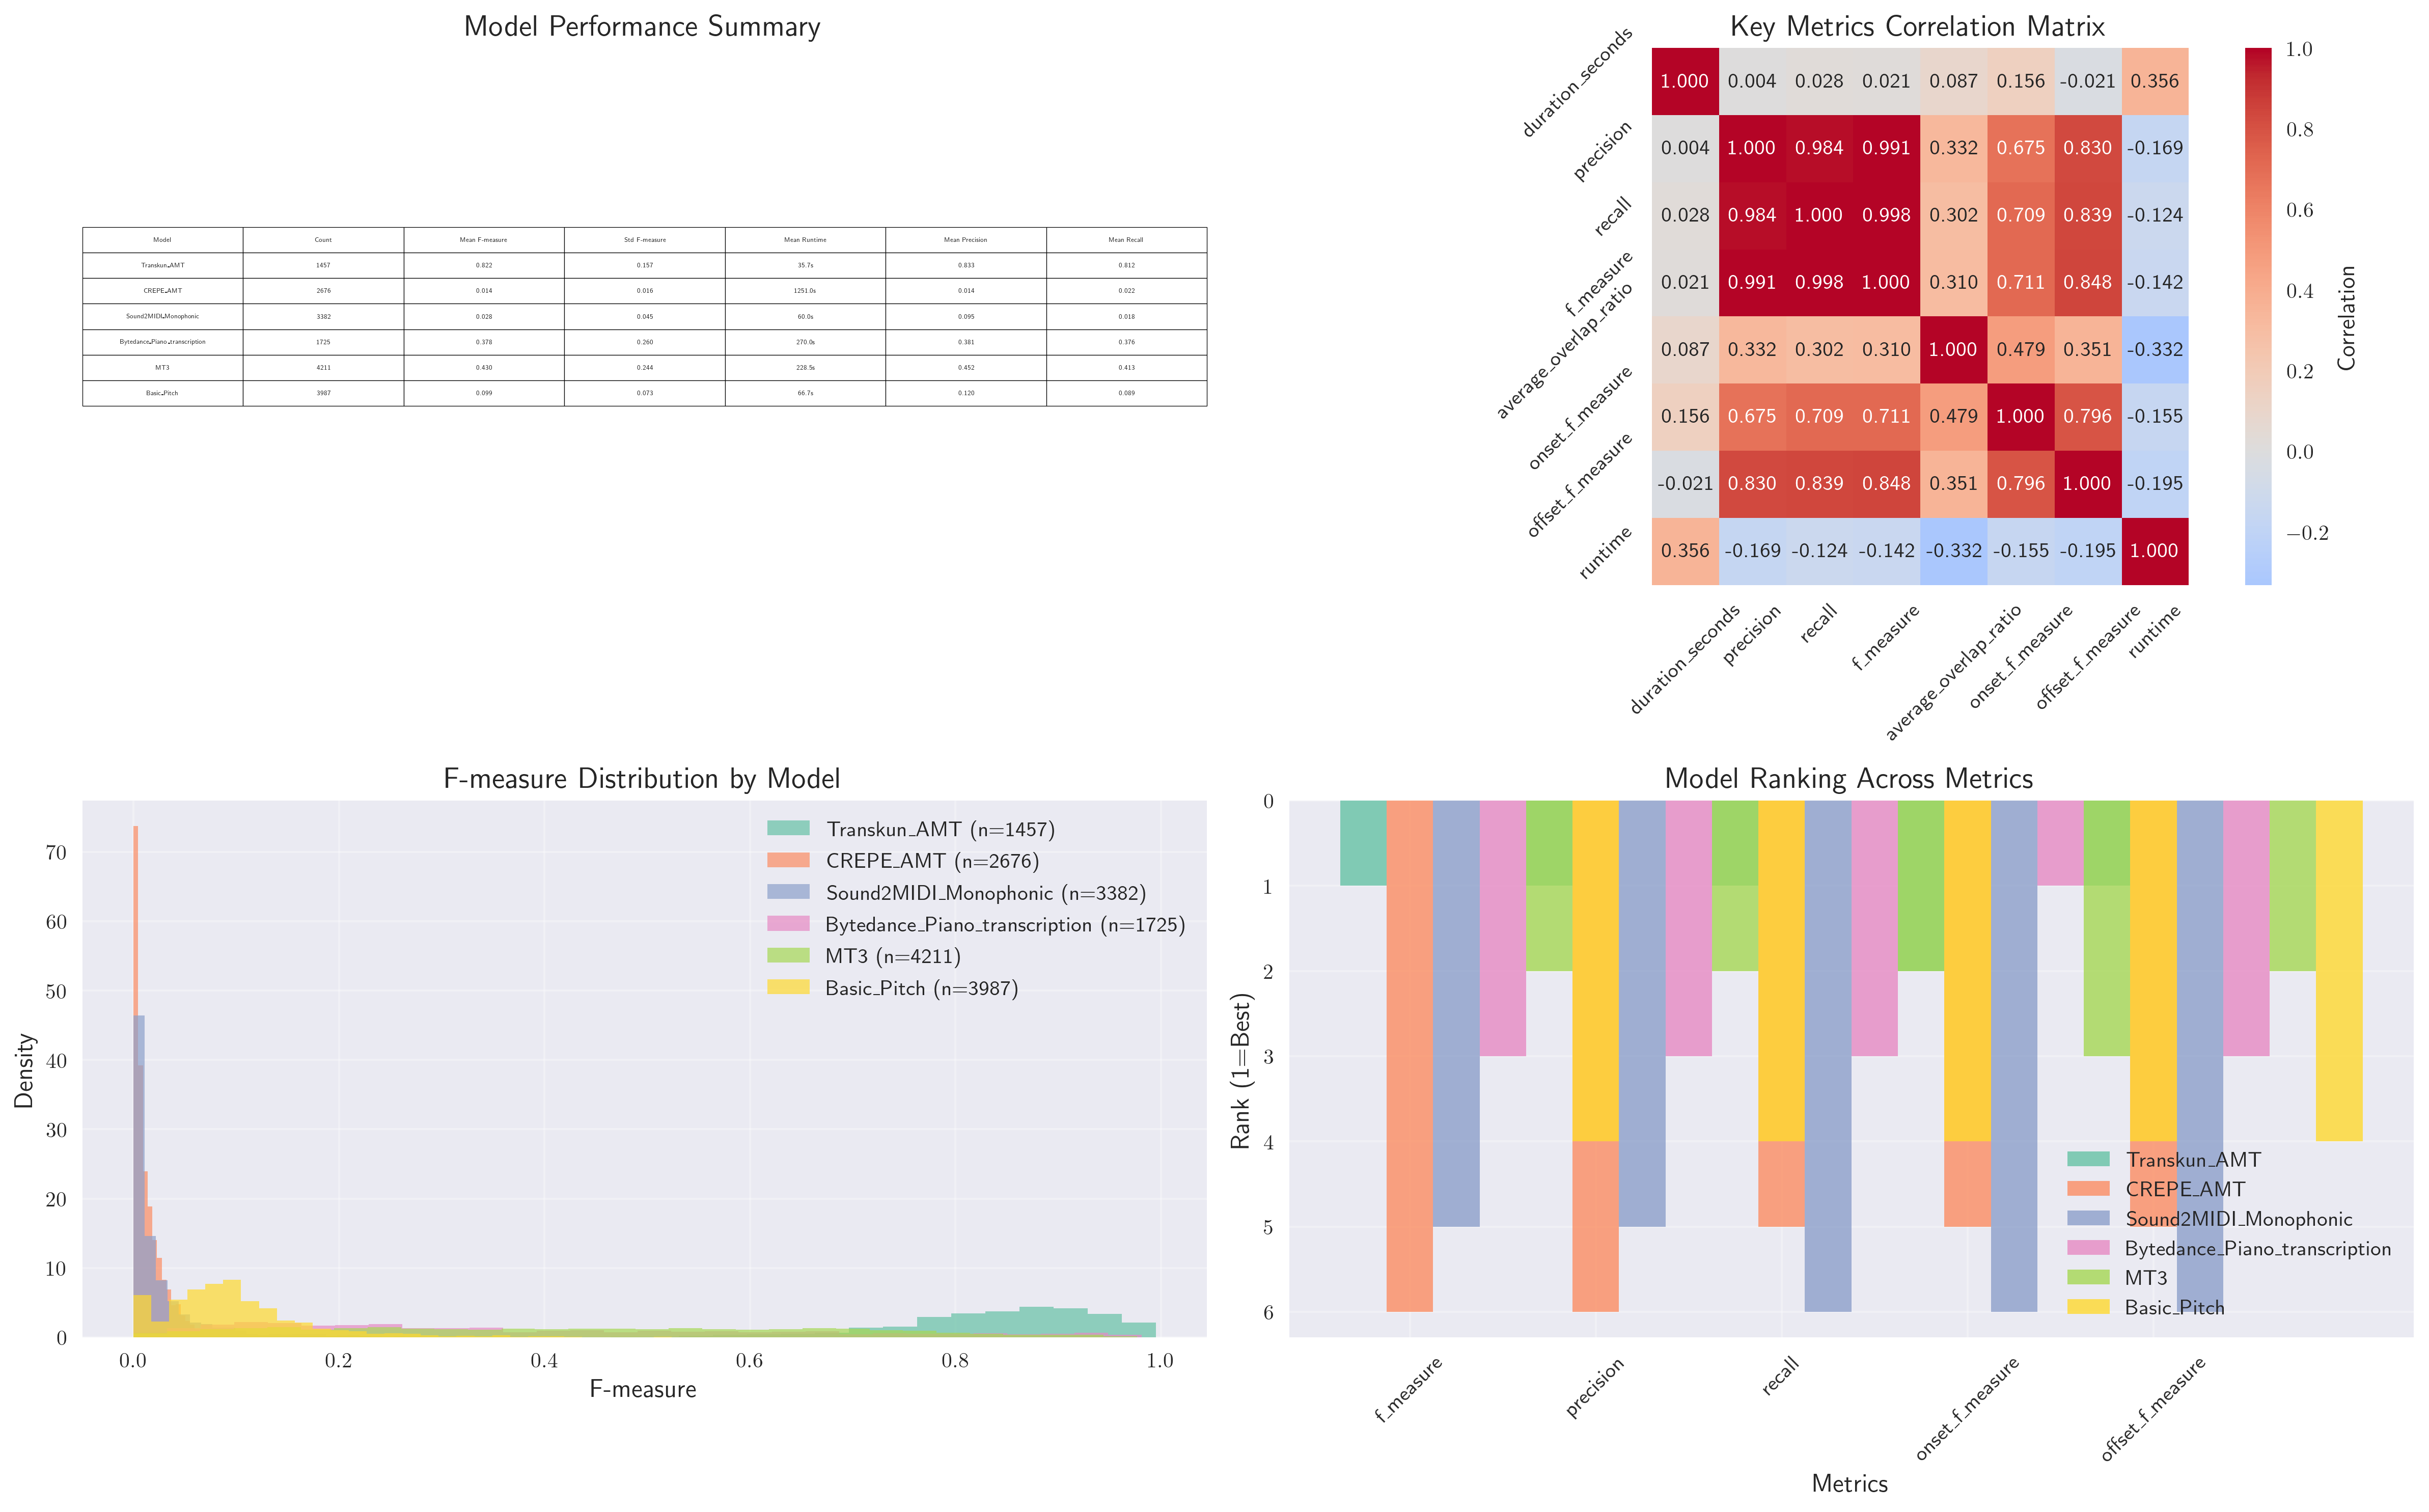 Model Performance Summary
Model Count Mean F-measure Std F-measure Mean Runtime Mean Precision Mean Recall
Transkun_AMT 1457 0.822 0.157 35.7s 0.833 0.812
CREPE_AMT 2676 0.014 0.016 1251.0s 0.014 0.022
Sound2MIDI_Monophonic 3382 0.028 0.045 60.0s 0.095 0.018
Bytedance_Piano_transcription 1725 0.378 0.260 270.0s 0.381 0.376
MT3 4211 0.430 0.244 228.5s 0.452 0.413
Basic_Pitch 3987 0.099 0.073 66.7s 0.120 0.089
Key Metrics Correlation Matrix
duration_seconds 1.000 0.004 0.028 0.021 0.087 0.156 -0.021 0.356
precision 0.004 1.000 0.984 0.991 0.332 0.675 0.830 -0.169
recall 0.028 0.984 1.000 0.998 0.302 0.709 0.839 -0.124
f_measure 0.021 0.991 0.998 1.000 0.310 0.711 0.848 -0.142
average_overlap_ratio 0.087 0.332 0.302 0.310 1.000 0.479 0.351 -0.332
onset_f_measure 0.156 0.675 0.709 0.711 0.479 1.000 0.796 -0.155
offset_f_measure -0.021 0.830 0.839 0.848 0.351 0.796 1.000 -0.195
runtime 0.356 -0.169 -0.124 -0.142 -0.332 -0.155 -0.195 1.000
duration_seconds precision recall f_measure average_overlap_ratio onset_f_measure offset_f_measure runtime
1.0
0.8
0.6
0.4
0.2
0.0
−0.2
Correlation
F-measure Distribution by Model
Density
70
60
50
40
30
20
10
0
0.0 0.2 0.4 0.6 0.8 1.0
F-measure
Transkun_AMT (n=1457)
CREPE_AMT (n=2676)
Sound2MIDI_Monophonic (n=3382)
Bytedance_Piano_transcription (n=1725)
MT3 (n=4211)
Basic_Pitch (n=3987)
Model Ranking Across Metrics
Rank (1=Best)
0
1
2
3
4
5
6
Transkun_AMT
CREPE_AMT
Sound2MIDI_Monophonic
Bytedance_Piano_transcription
MT3
Basic_Pitch
f_measure precision recall onset_f_measure offset_f_measure
Metrics